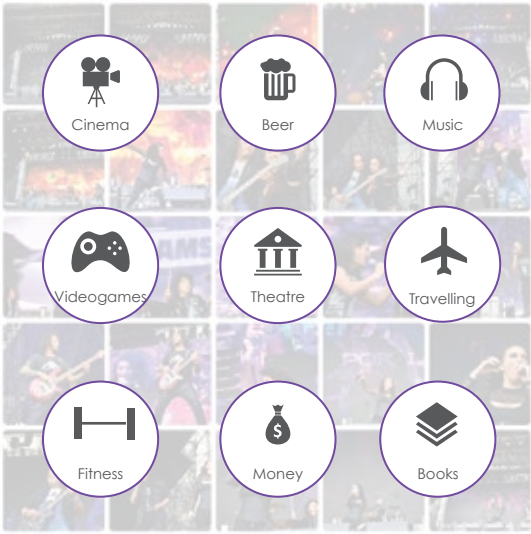 Cinema
Beer
Music
Videogames
Theatre
Travelling
Fitness
$
Money
Books